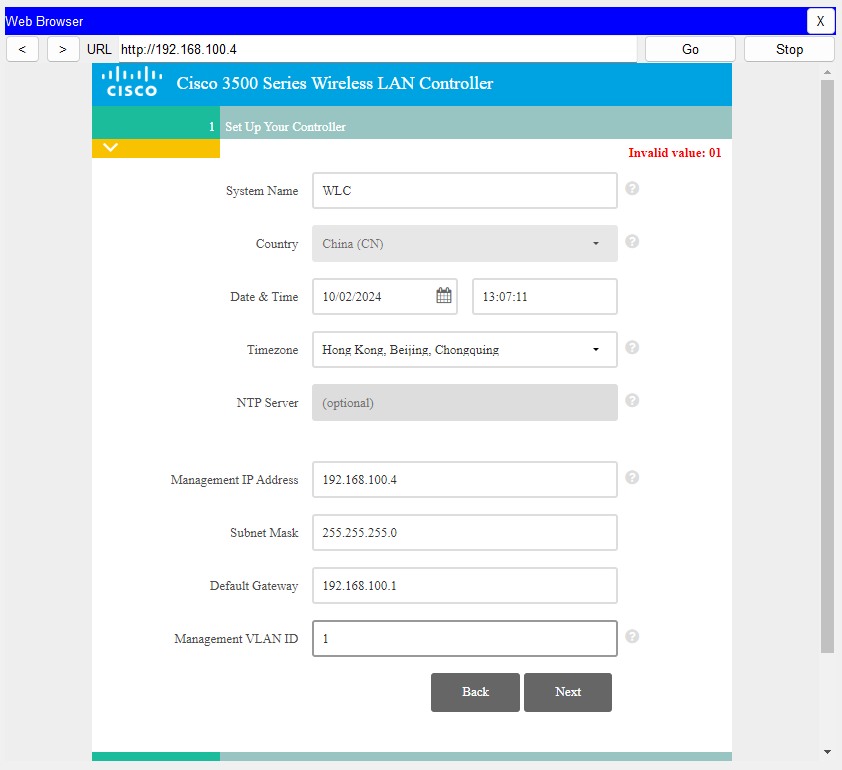 Web Browser X
< > URL http://192.168.100.4 Go Stop
CISCO Cisco 3500 Series Wireless LAN Controller
1 Set Up Your Controller
Invalid value: 01
System Name WLC ?
Country China (CN) ?
Date & Time 10/02/2024 13:07:11
Timezone Hong Kong, Beijing, Chongquing ?
NTP Server (optional) ?
Management IP Address 192.168.100.4 ?
Subnet Mask 255.255.255.0
Default Gateway 192.168.100.1
Management VLAN ID 1 ?
Back Next